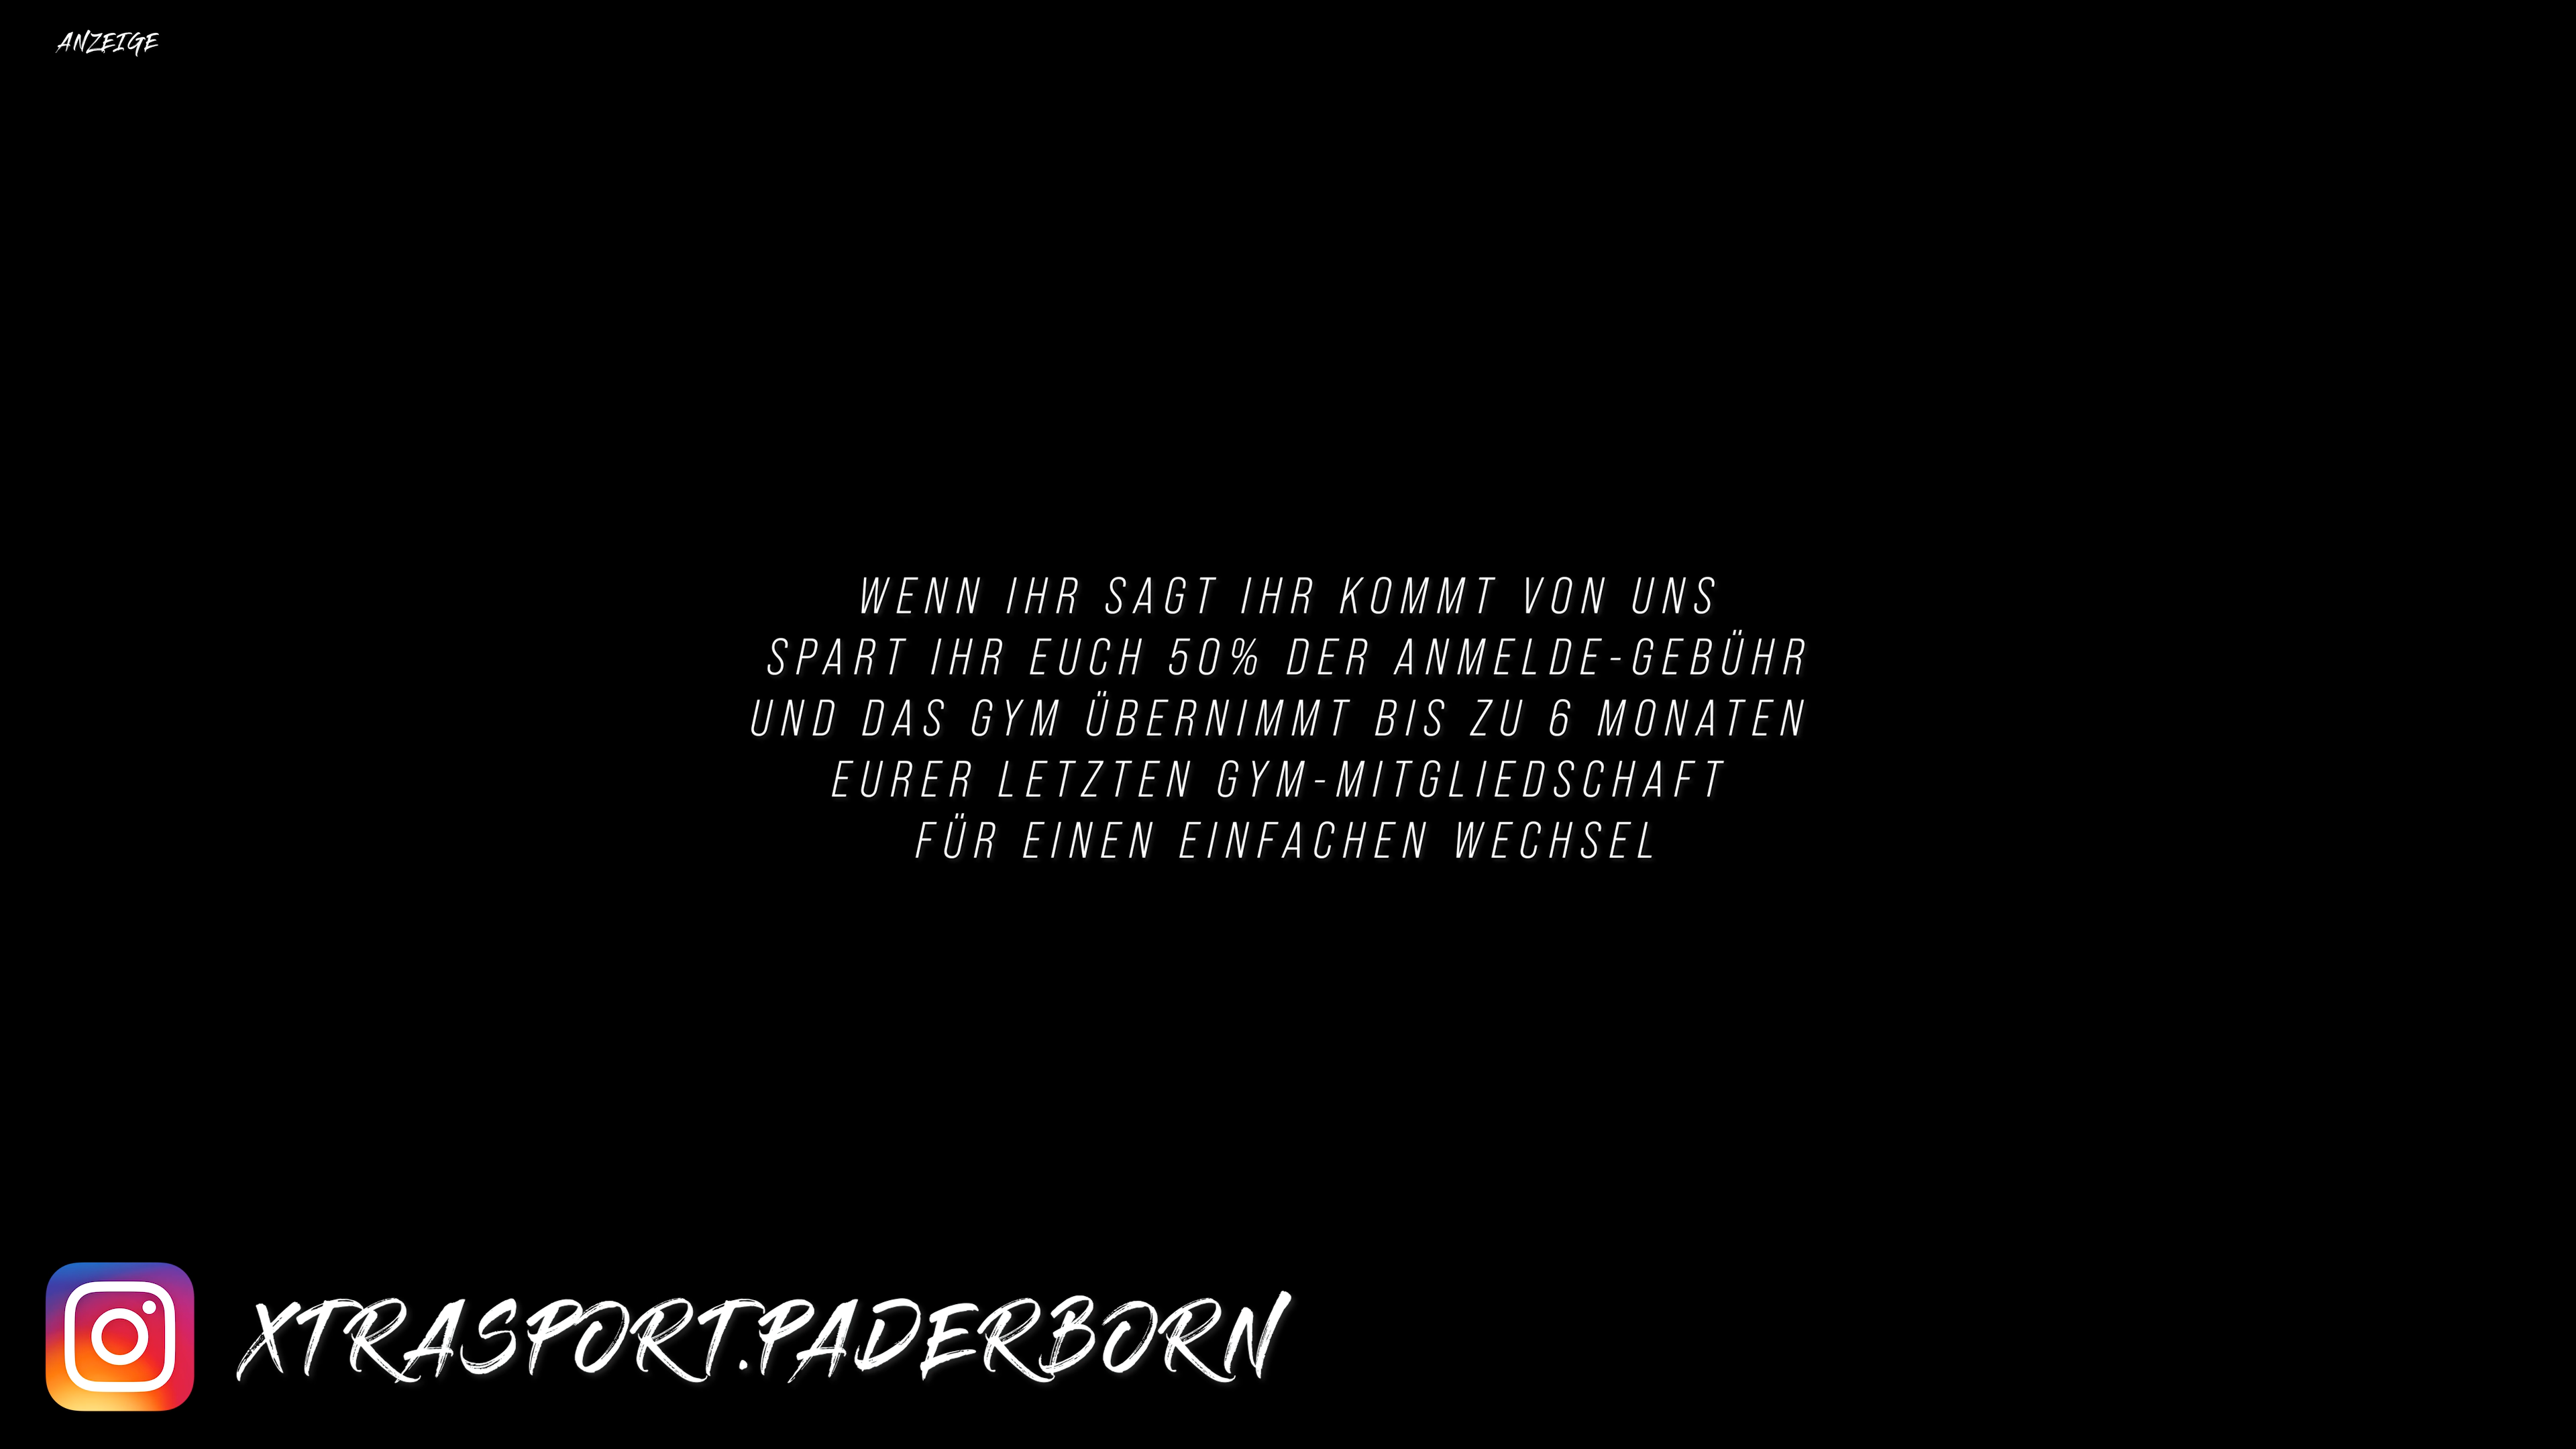 ANZEIGE
WENN IHR SAGT IHR KOMMT VON UNS
SPART IHR EUCH 50% DER ANMELDE-GEBÜHR
UND DAS GYM ÜBERNIMMT BIS ZU 6 MONATEN
EURER LETZTEN GYM-MITGLIEDSCHAFT
FÜR EINEN EINFACHEN WECHSEL
XTRASPORT.PADERBORN